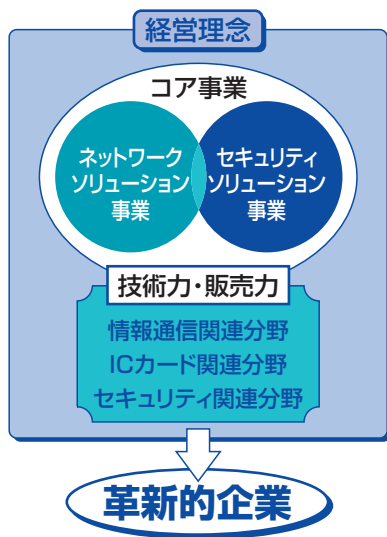 経営理念
コア事業
ネットワーク
ソリューション
事業
セキュリティ
ソリューション
事業
技術力・販売力
情報通信関連分野
ICカード関連分野
セキュリティ関連分野
革新的企業